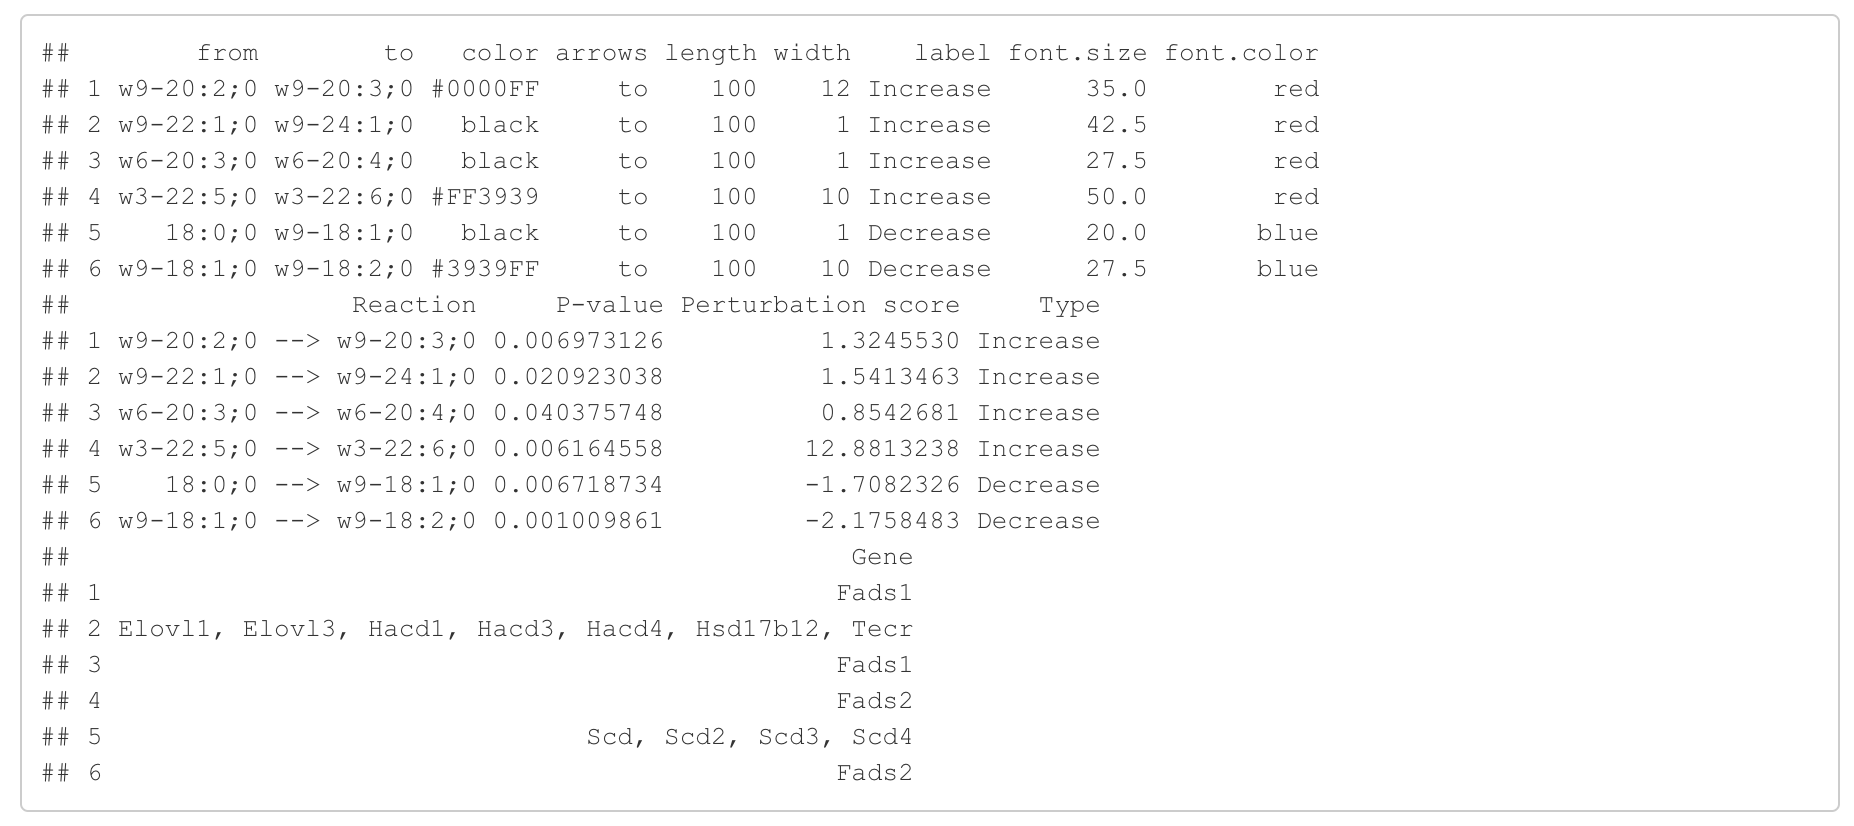 ##        from        to   color arrows length width    label font.size font.color
## 1 w9-20:2;0 w9-20:3;0 #0000FF     to    100    12 Increase      35.0        red
## 2 w9-22:1;0 w9-24:1;0   black     to    100     1 Increase      42.5        red
## 3 w6-20:3;0 w6-20:4;0   black     to    100     1 Increase      27.5        red
## 4 w3-22:5;0 w3-22:6;0 #FF3939     to    100    10 Increase      50.0        red
## 5    18:0;0 w9-18:1;0   black     to    100     1 Decrease      20.0       blue
## 6 w9-18:1;0 w9-18:2;0 #3939FF     to    100    10 Decrease      27.5       blue
##                  Reaction     P-value Perturbation score     Type
## 1 w9-20:2;0 --> w9-20:3;0 0.006973126          1.3245530 Increase
## 2 w9-22:1;0 --> w9-24:1;0 0.020923038          1.5413463 Increase
## 3 w6-20:3;0 --> w6-20:4;0 0.040375748          0.8542681 Increase
## 4 w3-22:5;0 --> w3-22:6;0 0.006164558         12.8813238 Increase
## 5    18:0;0 --> w9-18:1;0 0.006718734         -1.7082326 Decrease
## 6 w9-18:1;0 --> w9-18:2;0 0.001009861         -2.1758483 Decrease
##                                                  Gene
## 1                                               Fads1
## 2 Elovl1, Elovl3, Hacd1, Hacd3, Hacd4, Hsd17b12, Tecr
## 3                                               Fads1
## 4                                               Fads2
## 5                               Scd, Scd2, Scd3, Scd4
## 6                                               Fads2